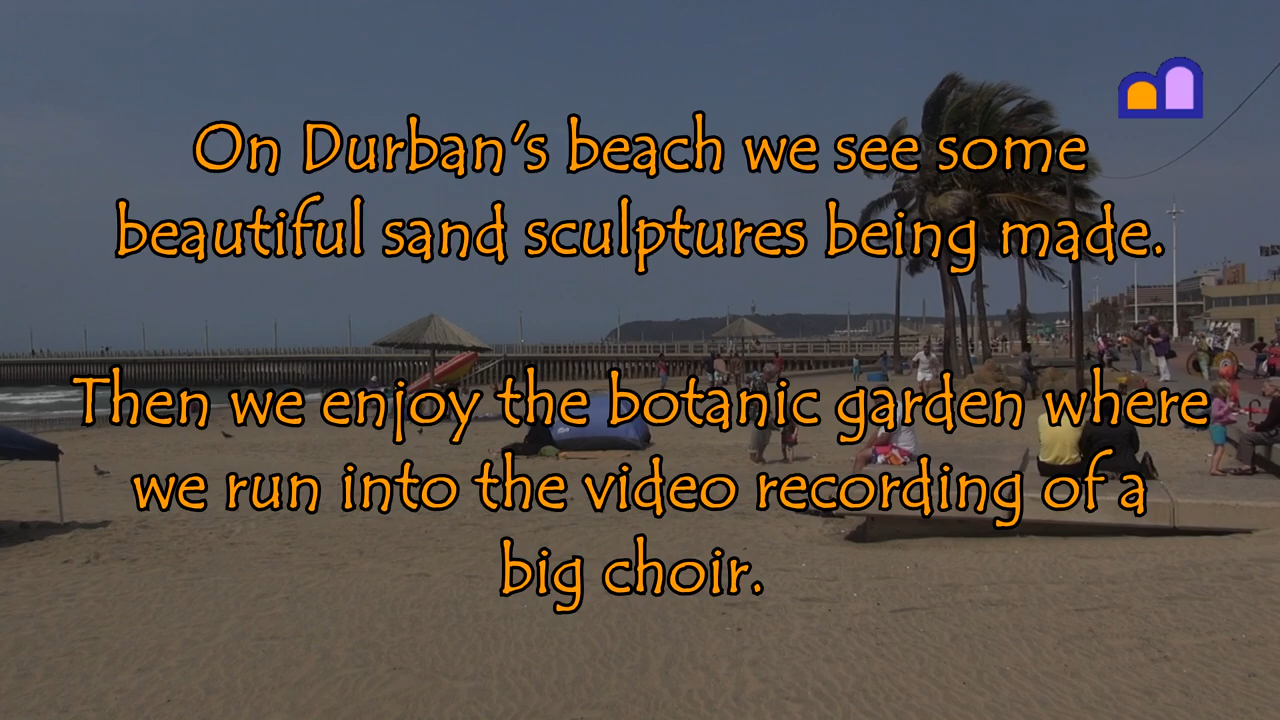 On Durban's beach we see some
beautiful sand sculptures being made.
Then we enjoy the botanic garden where
we run into the video recording of a
big choir.